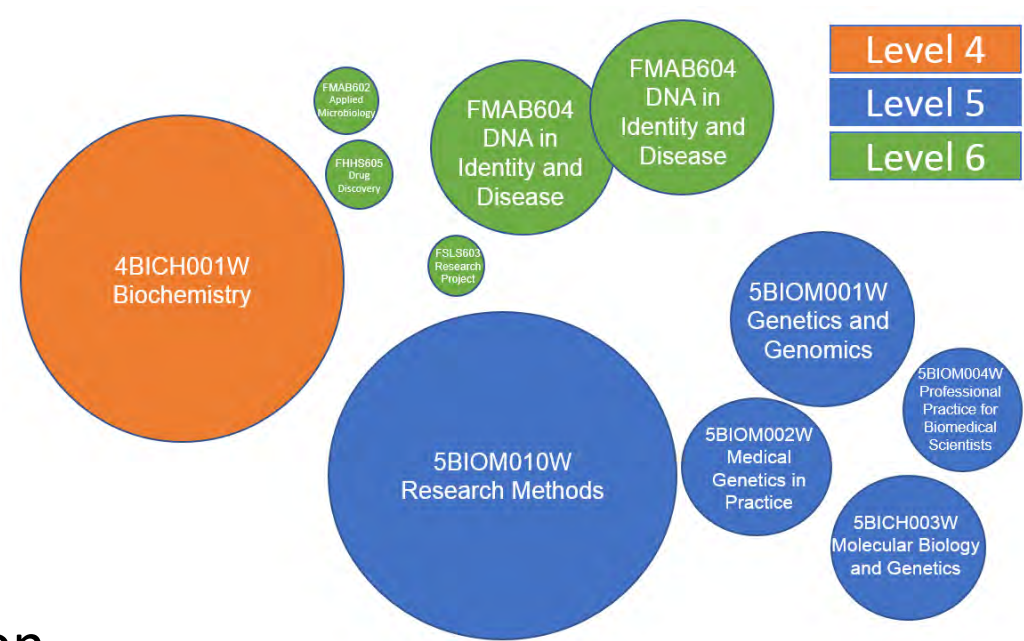 FMAB602
Applied
Microbiology
FHHS605
Drug
Discovery
FMAB604
DNA in
Identity and
Disease
FMAB604
DNA in
Identity and
Disease
Level 4
Level 5
Level 6
4BICH001W
Biochemistry
FSLS603
Research
Project
5BIOM001W
Genetics and
Genomics
5BIOM004W
Professional
Practice for
Biomedical
Scientists
5BIOM010W
Research Methods
5BIOM002W
Medical
Genetics in
Practice
5BICH003W
Molecular Biology
and Genetics